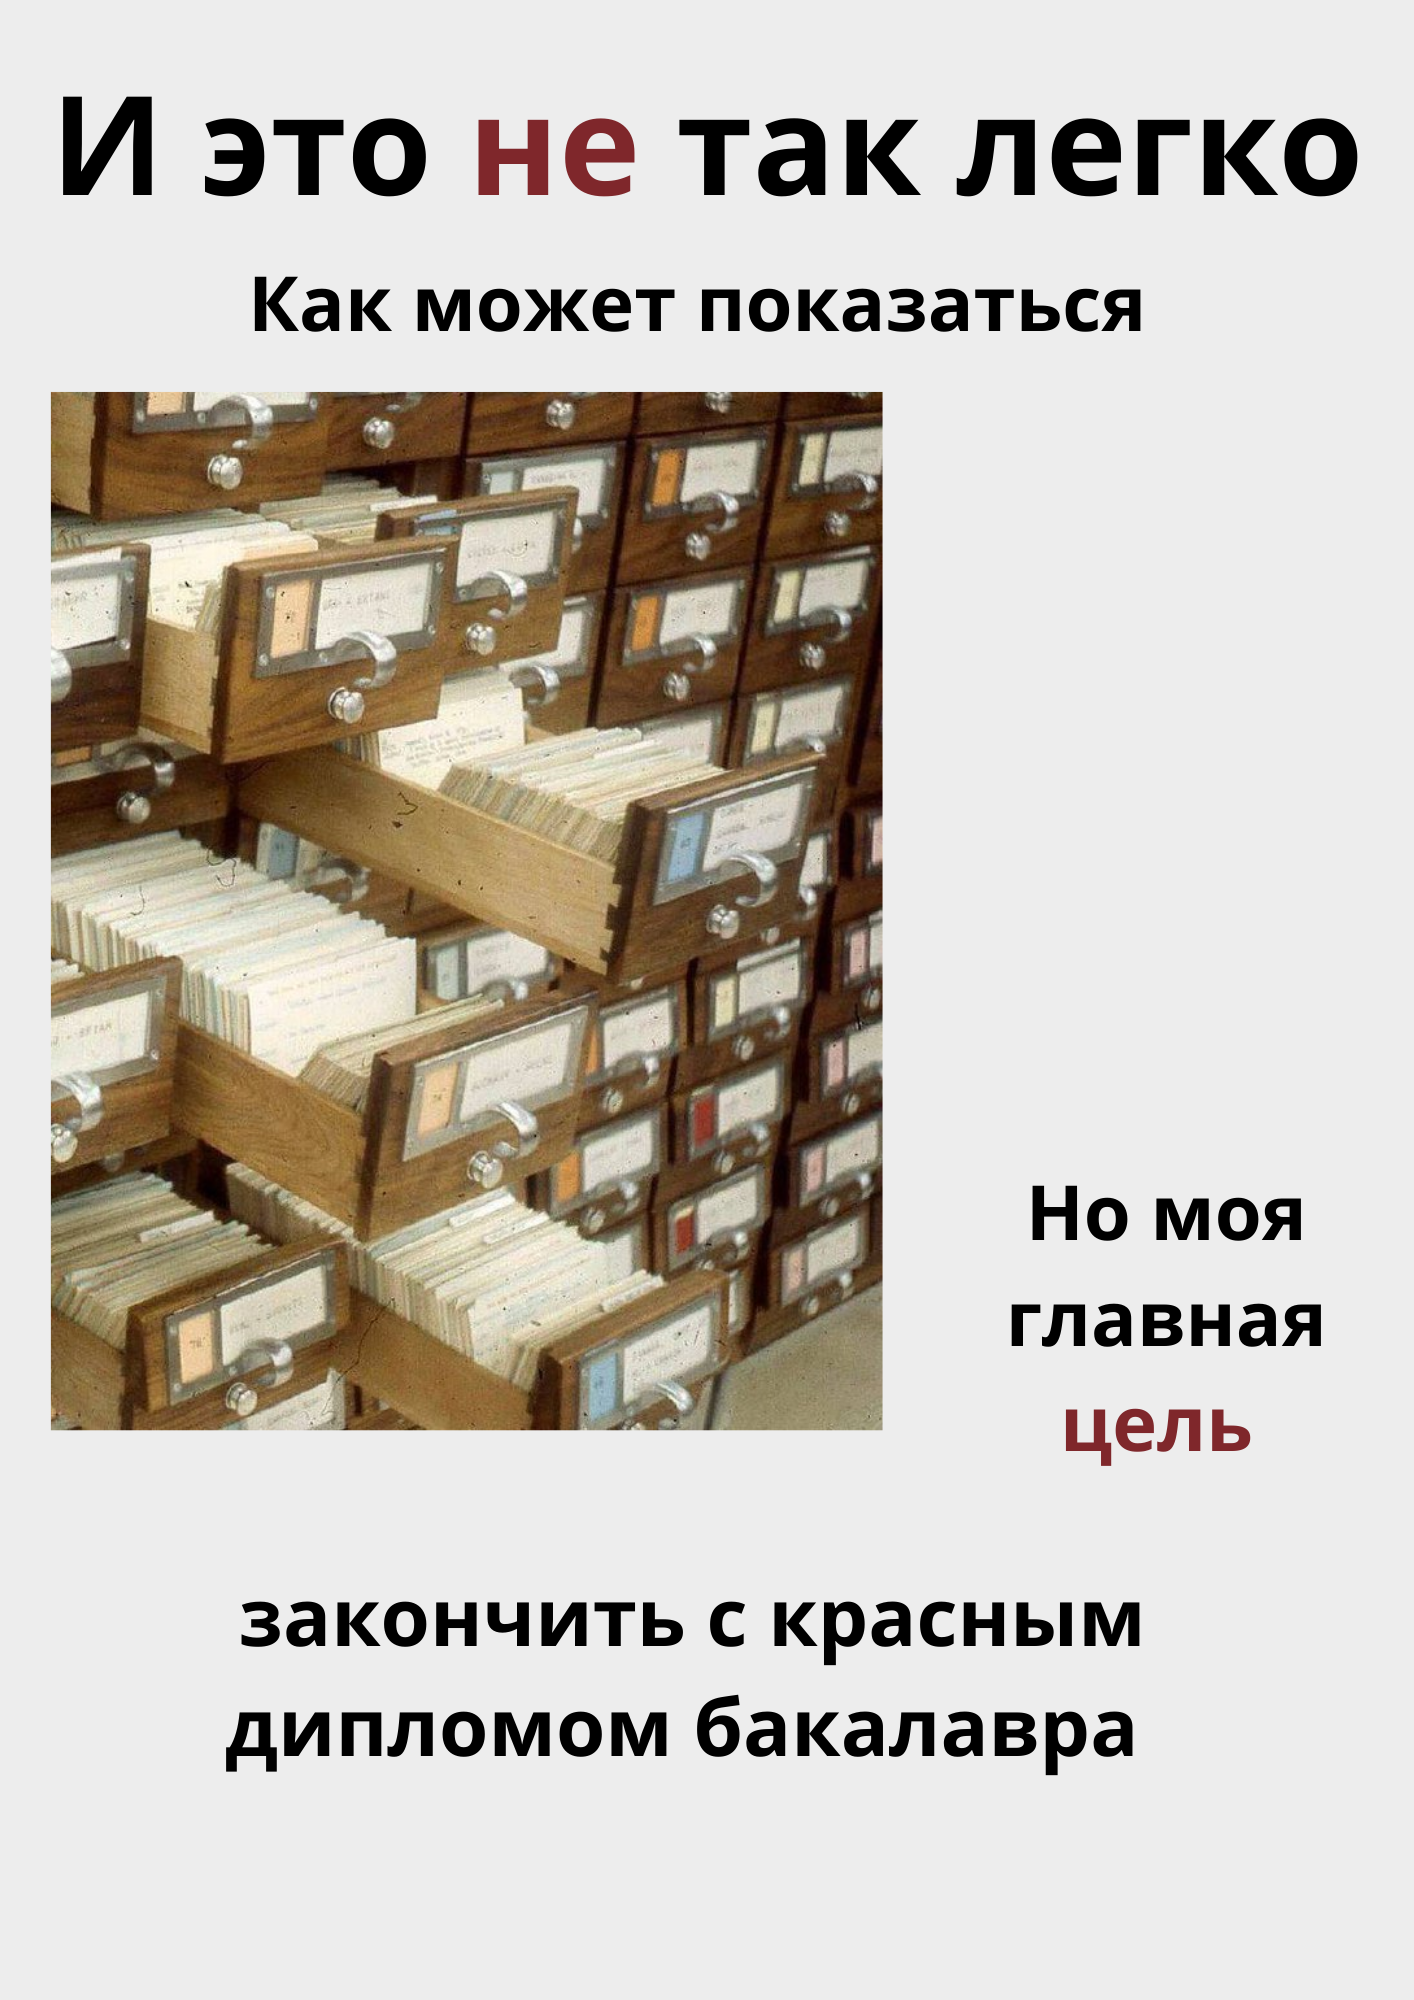 И это не так легко
Как может показаться
Но моя
главная
цель
закончить с красным
дипломом бакалавра